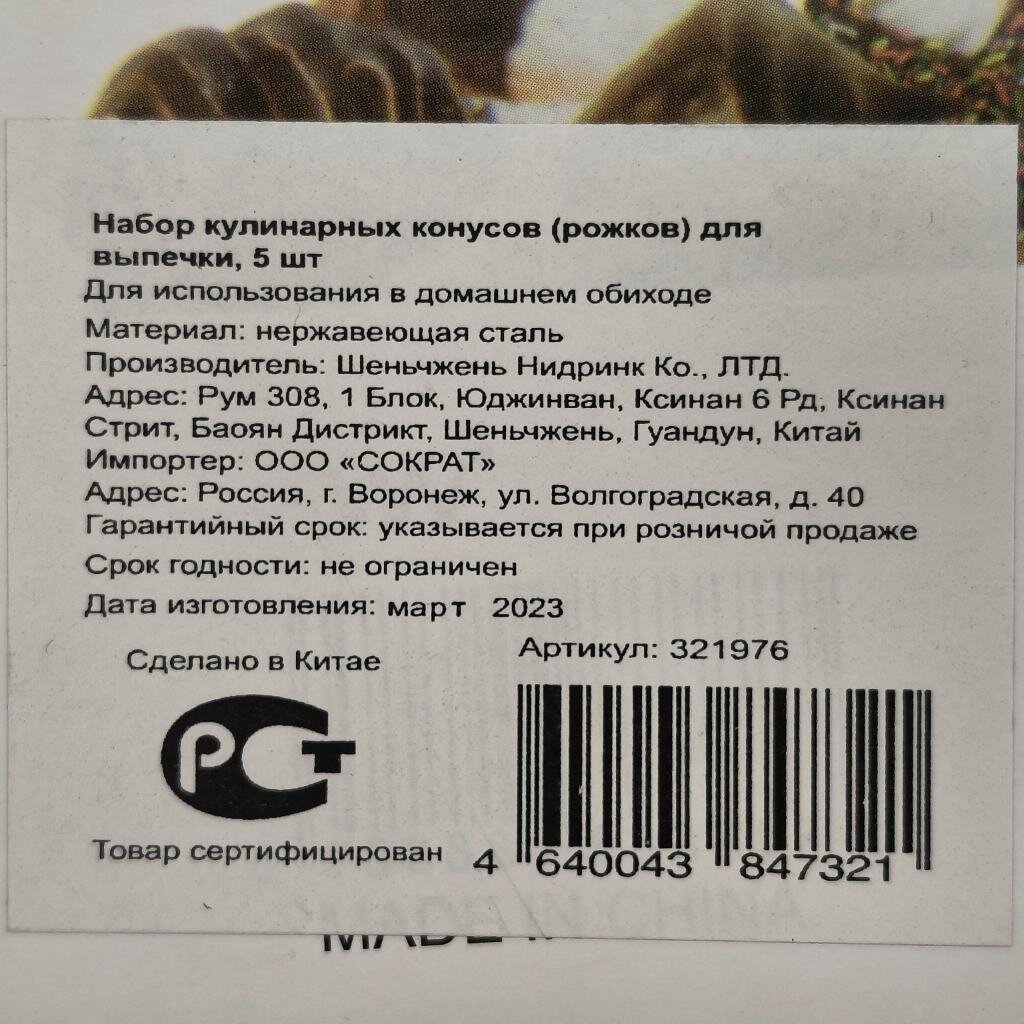 Набор кулинарных конусов (рожков) для
выпечки, 5 шт
Для использования в домашнем обиходе
Материал: нержавеющая сталь
Производитель: Шеньчжень Нидринк Ко., ЛТД.
Адрес: Рум 308, 1 Блок, Юджинван, Ксинан 6 Рд, Ксинан
Стрит, Баоян Дистрикт, Шеньчжень, Гуандун, Китай
Импортер: ООО «СОКРАТ»
Адрес: Россия, г. Воронеж, ул. Волгоградская, д. 40
Гарантийный срок: указывается при розничой продаже
Срок годности: не ограничен
Дата изготовления: март 2023
Артикул: 321976
Сделано в Китае
РСТ
Товар сертифицирован
4 640043 847321
MADE IN CHINA